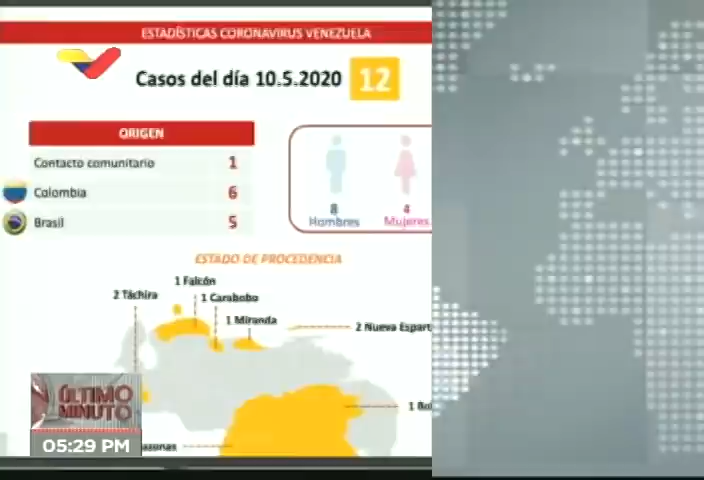 ESTADÍSTICAS CORONAVIRUS VENEZUELA
Casos del día 10.5.2020 12
ORIGEN
Contacto comunitario 1
Colombia 6
Brasil 5
8 Hombres
4 Mujeres
ESTADO DE PROCEDENCIA
1 Falcón
2 Táchira
1 Carabobo
1 Miranda
2 Nueva Espart
1 Bol
azonas
ÚLTIMO
MINUTO
05:29 PM